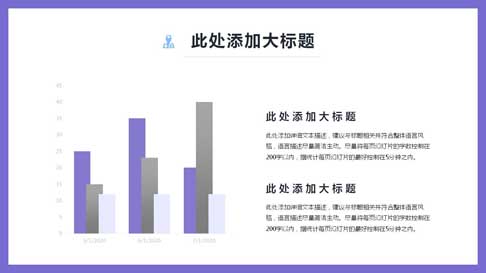 此处添加大标题
45
40
35
30
25
20
15
10
5
0
5/1/2020
6/1/2020
7/1/2020
此处添加大标题
此处添加详细文本描述，建议与标题相关并符合整体语言风
格，语言描述尽量简洁生动。尽量将每页幻灯片的字数控制在
200字以内，据统计每页幻灯片的最好控制在5分钟之内。
此处添加大标题
此处添加详细文本描述，建议与标题相关并符合整体语言风
格，语言描述尽量简洁生动。尽量将每页幻灯片的字数控制在
200字以内，据统计每页幻灯片的最好控制在5分钟之内。